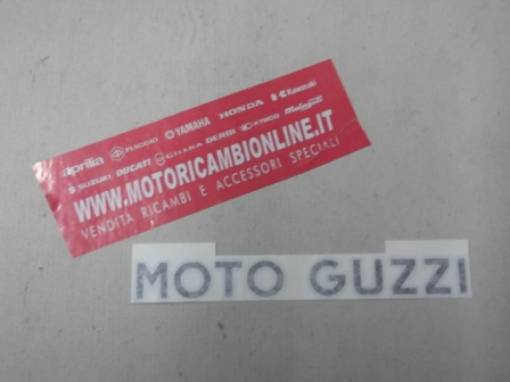 aprilia PIAGGIO YAMAHA HONDA Kawasaki
SUZUKI DUCATI GILERA DERBI KYMCO Malaguti
WWW.MOTORICAMBIONLINE.IT
VENDITA RICAMBI E ACCESSORI SPECIALI
MOTO GUZZI